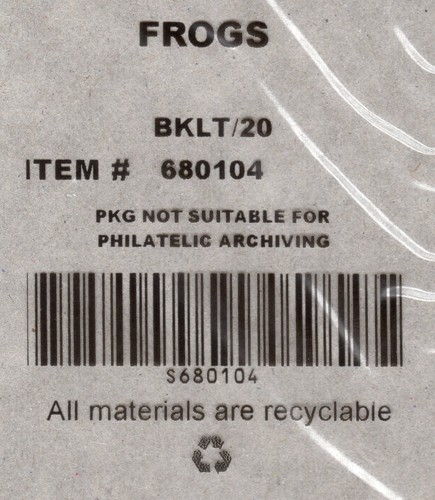 FROGS
BKLT/20
ITEM # 680104
PKG NOT SUITABLE FOR
PHILATELIC ARCHIVING
S680104
All materials are recyclable